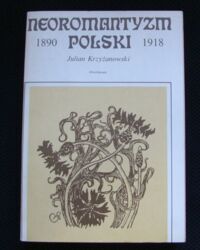 NEOROMANTYZM
1890 POLSKI 1918
Julian Krzyżanowski